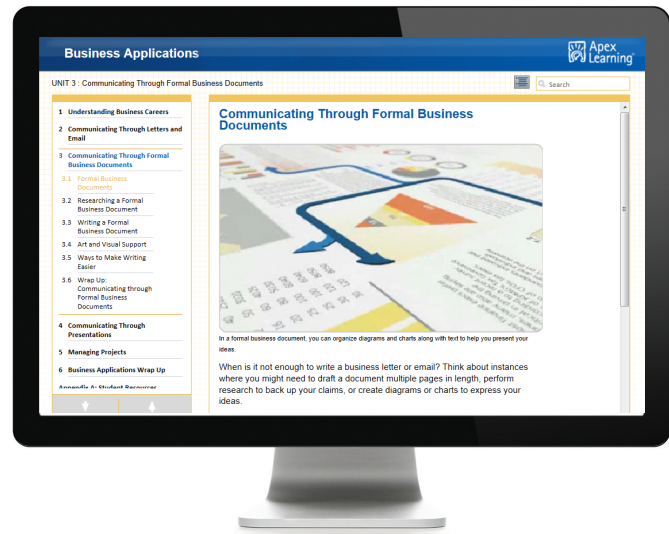 Business Applications
Apex
Learning
UNIT 3 : Communicating Through Formal Business Documents
Search
1 Understanding Business Careers
2 Communicating Through Letters and
Email
3 Communicating Through Formal
Business Documents
3.1 Formal Business
Documents
3.2 Researching a Formal
Business Document
3.3 Writing a Formal
Business Document
3.4 Art and Visual Support
3.5 Ways to Make Writing
Easier
3.6 Wrap Up:
Communicating through
Formal Business
Documents
4 Communicating Through
Presentations
5 Managing Projects
6 Business Applications Wrap Up
Appendix A: Student Resources
Communicating Through Formal Business
Documents
In a formal business document, you can organize diagrams and charts along with text to help you present your
ideas.
When is it not enough to write a business letter or email? Think about instances
where you might need to draft a document multiple pages in length, perform
research to back up your claims, or create diagrams or charts to express your
ideas.